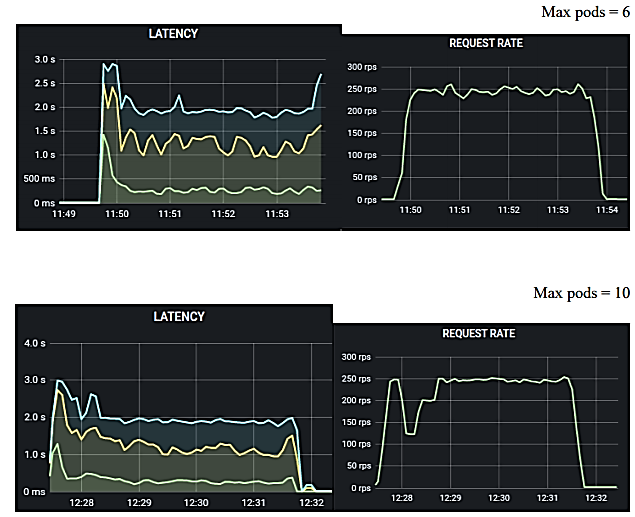 Max pods = 6
LATENCY
3.0 s
2.5 s
2.0 s
1.5 s
1.0 s
500 ms
0 ms
11:49 11:50 11:51 11:52 11:53
REQUEST RATE
300 rps
250 rps
200 rps
150 rps
100 rps
50 rps
0 rps
11:50 11:51 11:52 11:53 11:54
Max pods = 10
LATENCY
4.0 s
3.0 s
2.0 s
1.0 s
0 ms
12:28 12:29 12:30 12:31 12:32
REQUEST RATE
300 rps
250 rps
200 rps
150 rps
100 rps
50 rps
0 rps
12:28 12:29 12:30 12:31 12:32